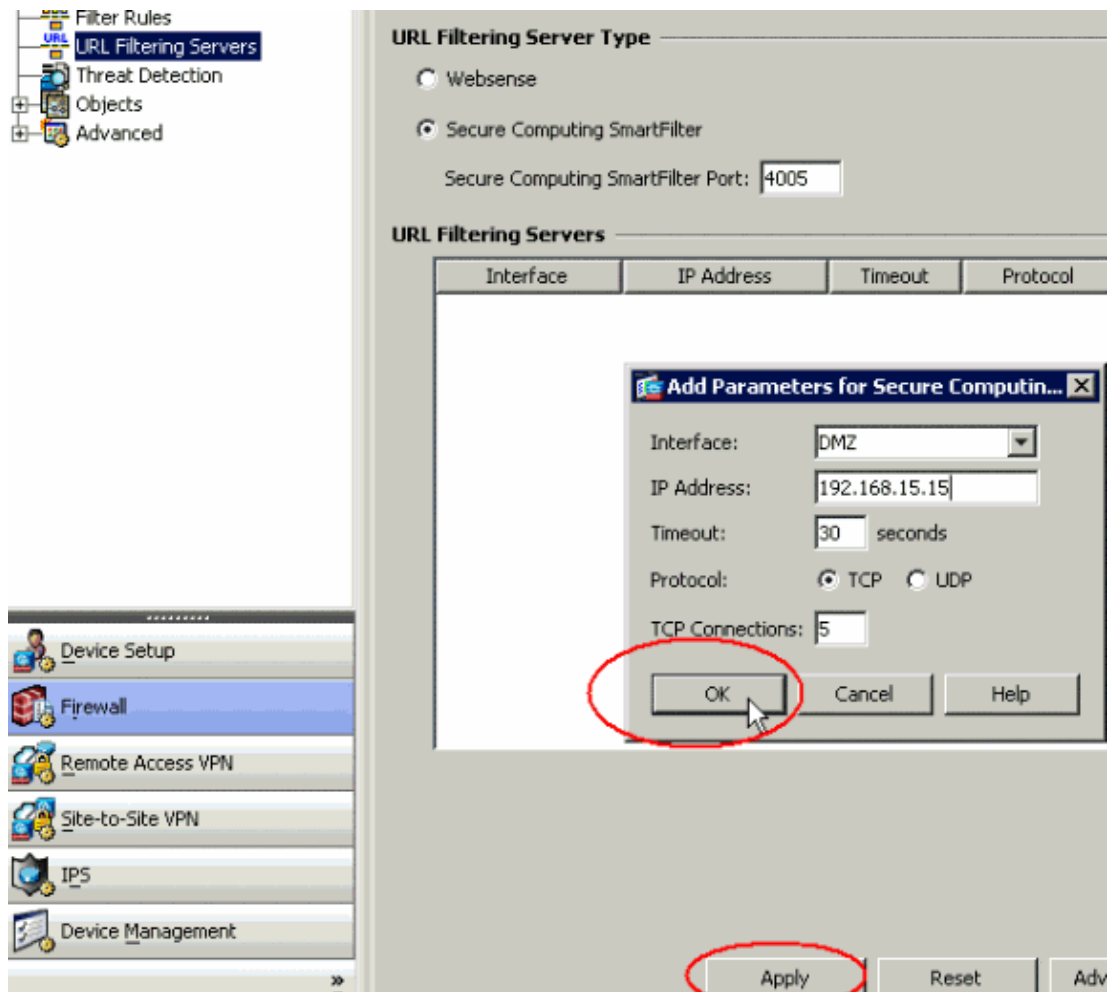 Filter Rules
URL Filtering Servers
Threat Detection
Objects
Advanced
Device Setup
Firewall
Remote Access VPN
Site-to-Site VPN
IPS
Device Management
»
URL Filtering Server Type
Websense
Secure Computing SmartFilter
Secure Computing SmartFilter Port: 4005
URL Filtering Servers
Interface IP Address Timeout Protocol
Add Parameters for Secure Computin...
Interface: DMZ
IP Address: 192.168.15.15
Timeout: 30 seconds
Protocol: TCP UDP
TCP Connections: 5
OK Cancel Help
Apply Reset Adv